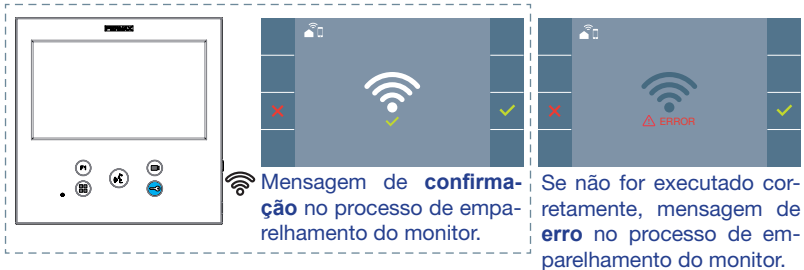 FERMAX
F1
ERROR
Mensagem de confirma-
ção no processo de empa-
relhamento do monitor.
Se não for executado cor-
retamente, mensagem de
erro no processo de em-
parelhamento do monitor.